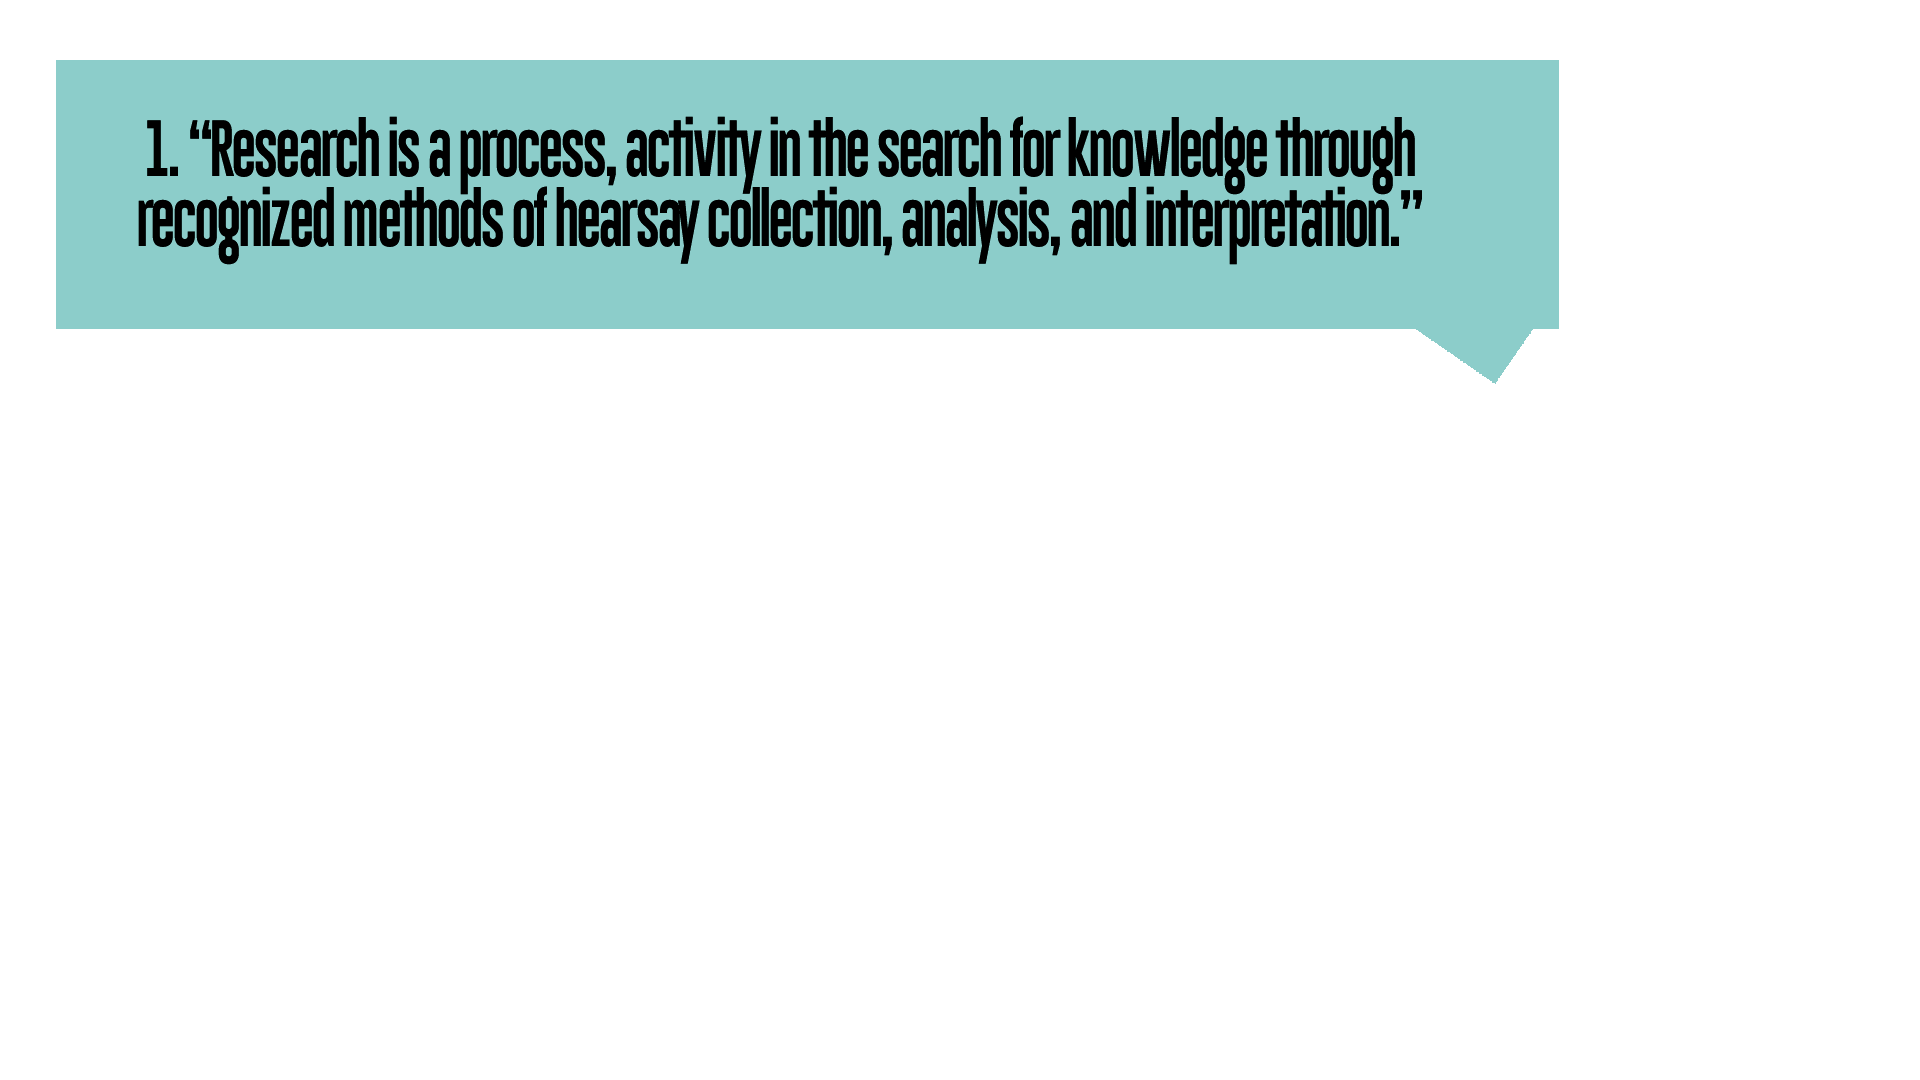 1. “Research is a process, activity in the search for knowledge through
recognized methods of hearsay collection, analysis, and interpretation.”